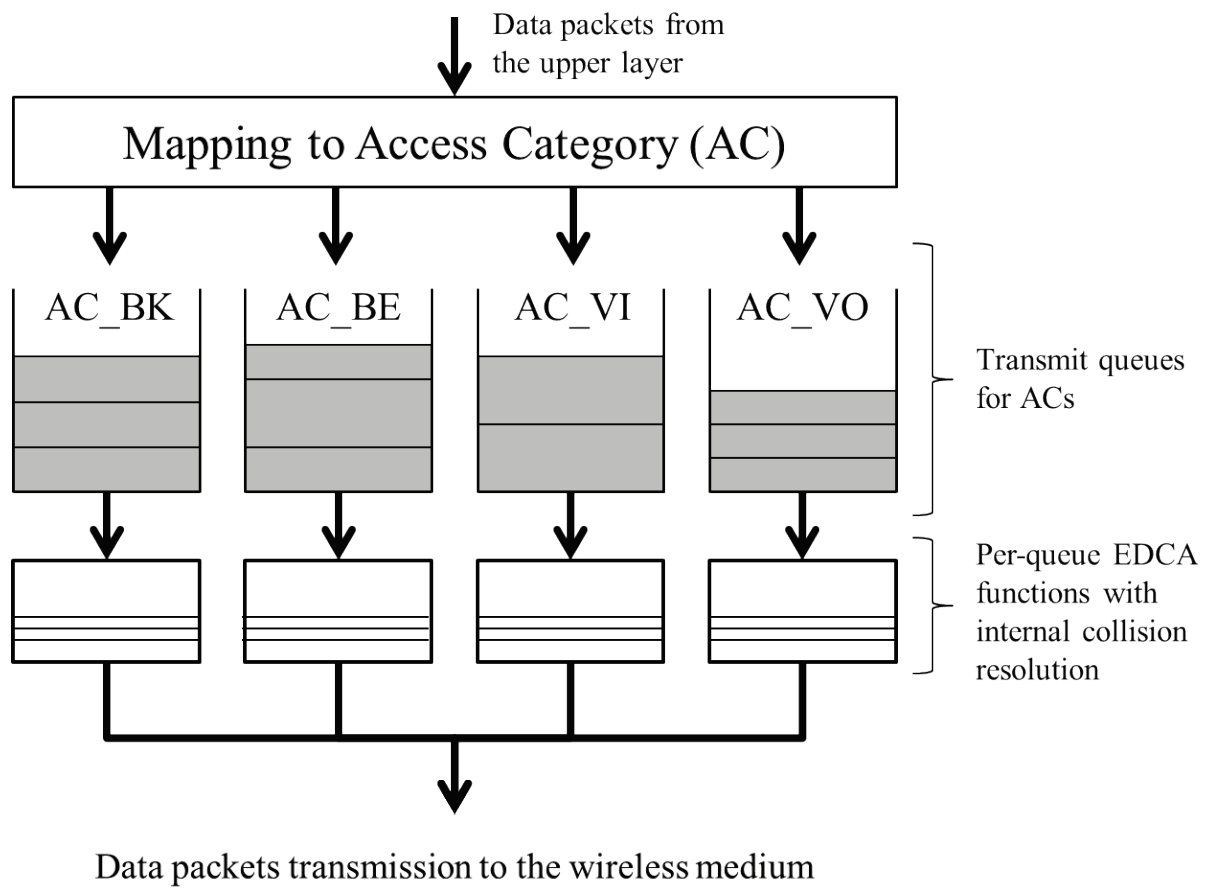 Data packets from
the upper layer
Mapping to Access Category (AC)
AC_BK
AC_BE
AC_VI
AC_VO
Transmit queues
for ACs
Per-queue EDCA
functions with
internal collision
resolution
Data packets transmission to the wireless medium